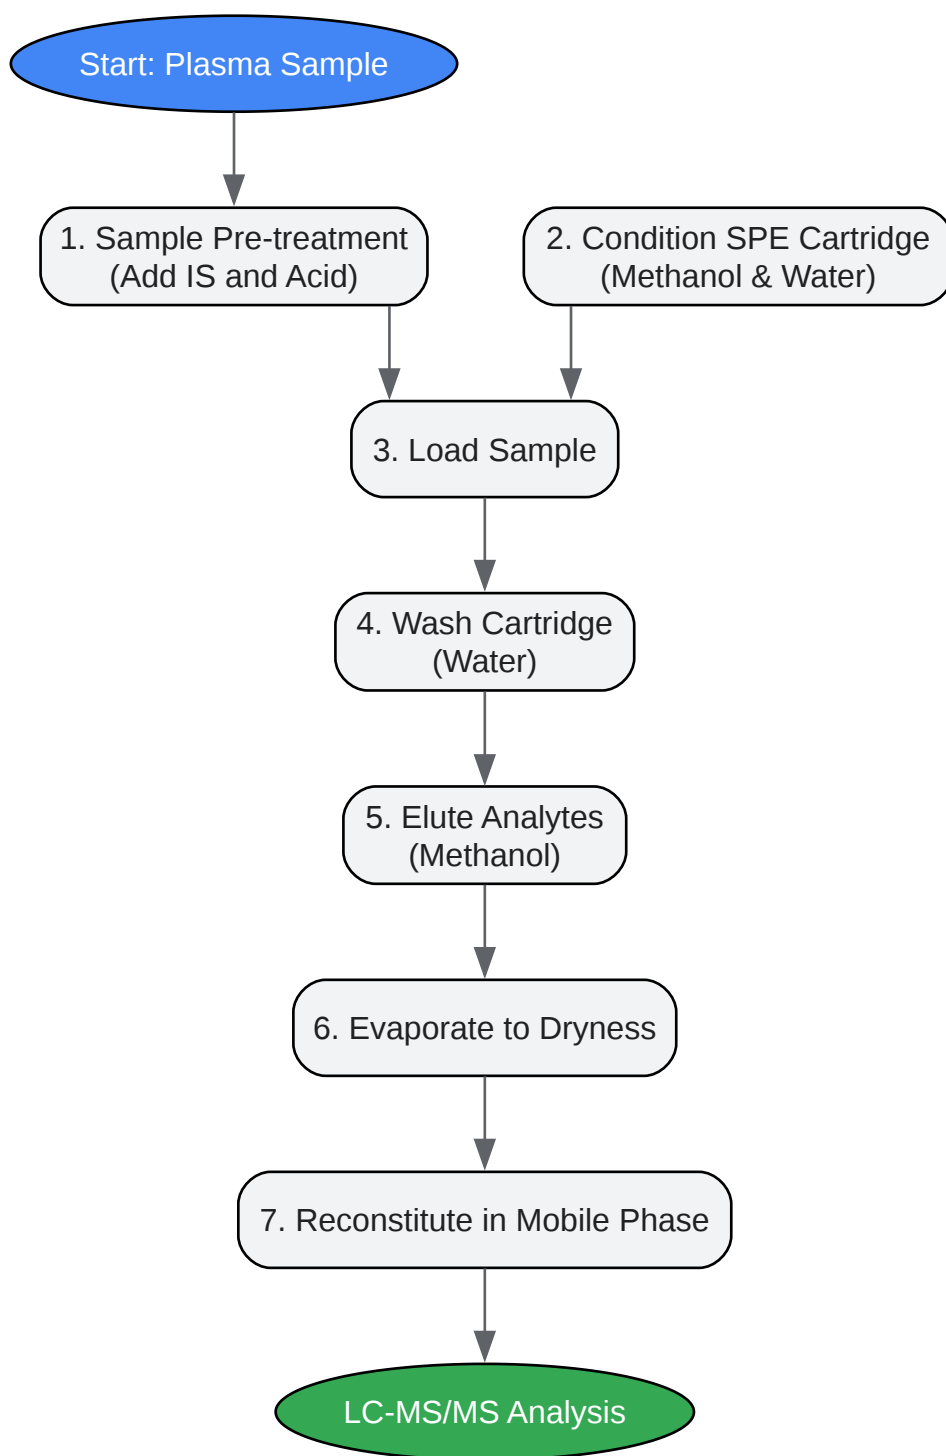 Start: Plasma Sample
1. Sample Pre-treatment
(Add IS and Acid)
2. Condition SPE Cartridge
(Methanol & Water)
3. Load Sample
4. Wash Cartridge
(Water)
5. Elute Analytes
(Methanol)
6. Evaporate to Dryness
7. Reconstitute in Mobile Phase
LC-MS/MS Analysis